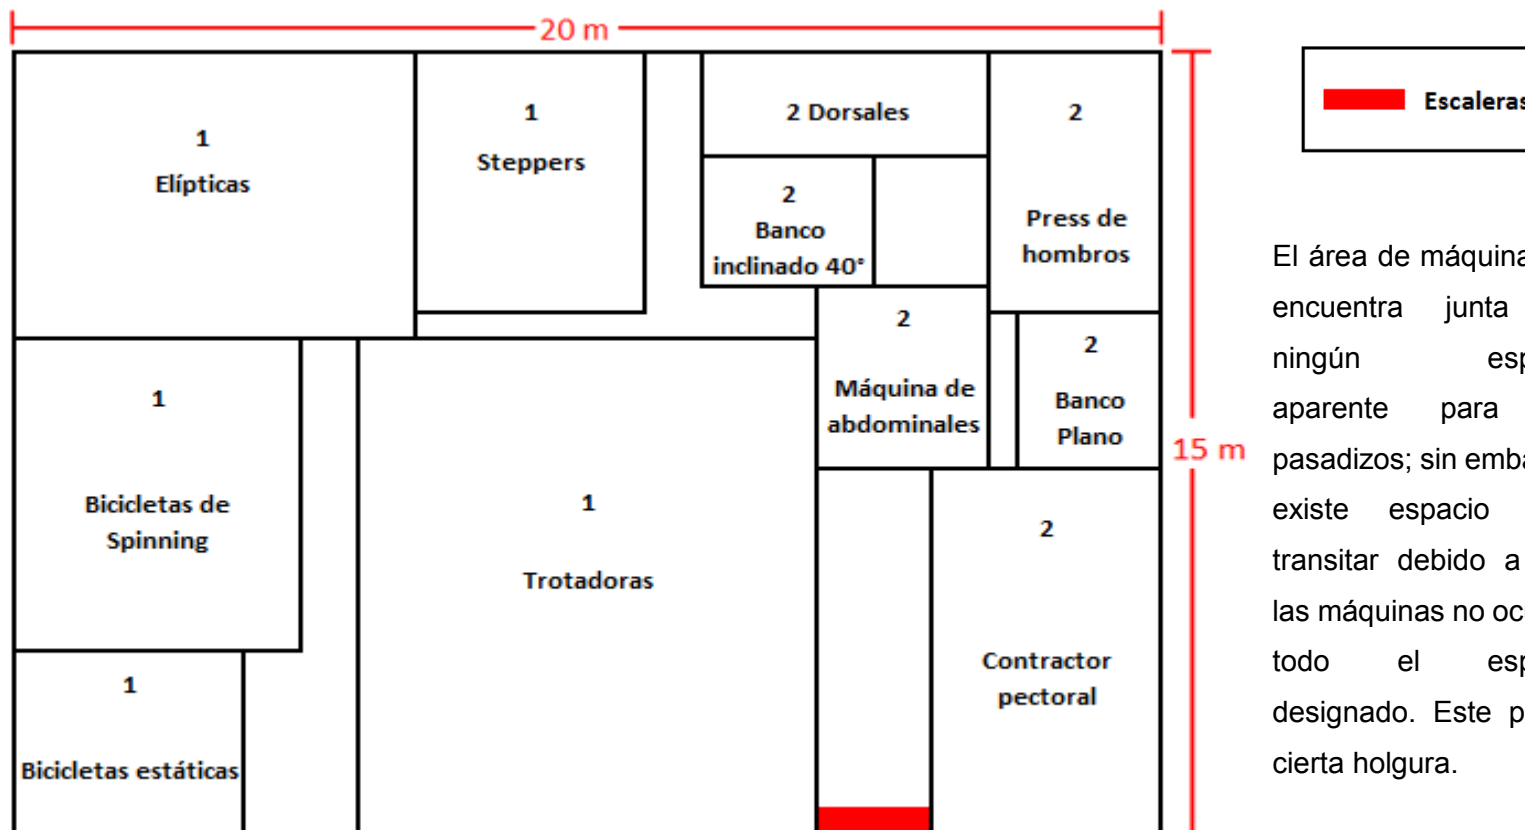 20 m
1
Elípticas
1
Steppers
2 Dorsales
2
Press de
hombros
2
Banco
inclinado 40°
2
Máquina de
abdominales
2
Banco
Plano
15 m
1
Bicicletas de
Spinning
1
Trotadoras
2
Contractor
pectoral
1
Bicicletas estáticas
Escaleras
El área de máquina
encuentra junta
ningún esp
aparente para
pasadizos; sin emba
existe espacio
transitar debido a
las máquinas no oc
todo el esp
designado. Este p
cierta holgura.